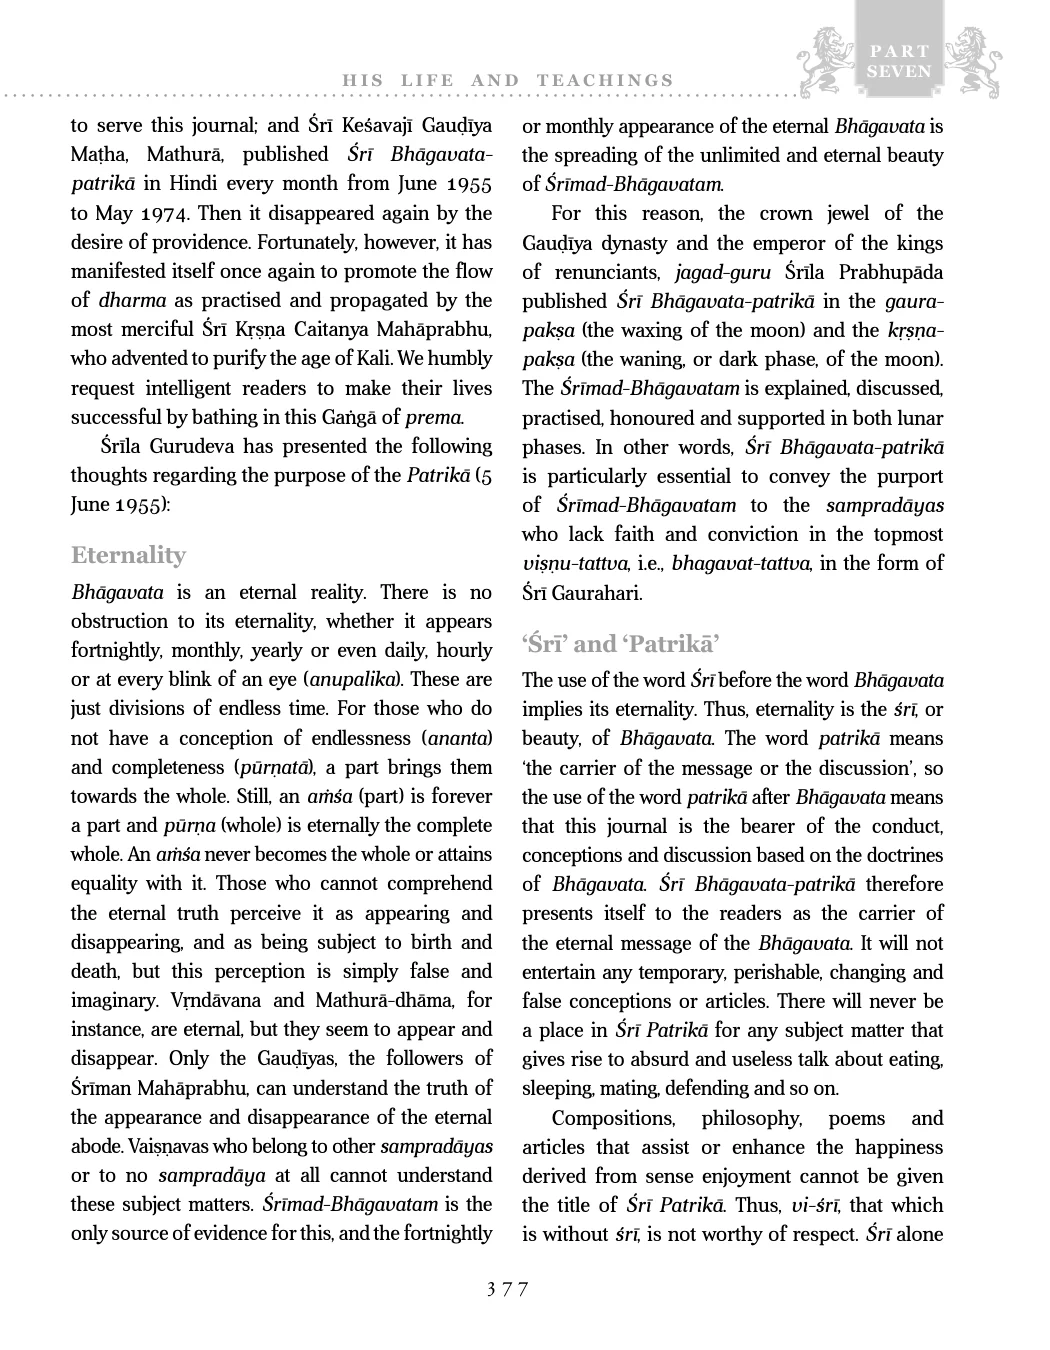 PART
SEVEN
HIS LIFE AND TEACHINGS
to serve this journal; and Śrī Keśavajī Gauḍīya
Maṭha, Mathurā, published Śrī Bhāgavata-
patrikā in Hindi every month from June 1955
to May 1974. Then it disappeared again by the
desire of providence. Fortunately, however, it has
manifested itself once again to promote the flow
of dharma as practised and propagated by the
most merciful Śrī Kṛṣṇa Caitanya Mahāprabhu,
who advented to purify the age of Kali. We humbly
request intelligent readers to make their lives
successful by bathing in this Gaṅgā of prema.
Śrīla Gurudeva has presented the following
thoughts regarding the purpose of the Patrikā (5
June 1955):
Eternality
Bhāgavata is an eternal reality. There is no
obstruction to its eternality, whether it appears
fortnightly, monthly, yearly or even daily, hourly
or at every blink of an eye (anupalika). These are
just divisions of endless time. For those who do
not have a conception of endlessness (ananta)
and completeness (pūrṇatā), a part brings them
towards the whole. Still, an aṁśa (part) is forever
a part and pūrṇa (whole) is eternally the complete
whole. An aṁśa never becomes the whole or attains
equality with it. Those who cannot comprehend
the eternal truth perceive it as appearing and
disappearing, and as being subject to birth and
death, but this perception is simply false and
imaginary. Vṛndāvana and Mathurā-dhāma, for
instance, are eternal, but they seem to appear and
disappear. Only the Gauḍīyas, the followers of
Śrīman Mahāprabhu, can understand the truth of
the appearance and disappearance of the eternal
abode. Vaiṣṇavas who belong to other sampradāyas
or to no sampradāya at all cannot understand
these subject matters. Śrīmad-Bhāgavatam is the
only source of evidence for this, and the fortnightly
or monthly appearance of the eternal Bhāgavata is
the spreading of the unlimited and eternal beauty
of Śrīmad-Bhāgavatam.
For this reason, the crown jewel of the
Gauḍīya dynasty and the emperor of the kings
of renunciants, jagad-guru Śrīla Prabhupāda
published Śrī Bhāgavata-patrikā in the gaura-
pakṣa (the waxing of the moon) and the kṛṣṇa-
pakṣa (the waning, or dark phase, of the moon).
The Śrīmad-Bhāgavatam is explained, discussed,
practised, honoured and supported in both lunar
phases. In other words, Śrī Bhāgavata-patrikā
is particularly essential to convey the purport
of Śrīmad-Bhāgavatam to the sampradāyas
who lack faith and conviction in the topmost
viṣṇu-tattva, i.e., bhagavat-tattva, in the form of
Śrī Gaurahari.
‘Śrī’ and ‘Patrikā’
The use of the word Śrī before the word Bhāgavata
implies its eternality. Thus, eternality is the śrī, or
beauty, of Bhāgavata. The word patrikā means
‘the carrier of the message or the discussion’, so
the use of the word patrikā after Bhāgavata means
that this journal is the bearer of the conduct,
conceptions and discussion based on the doctrines
of Bhāgavata. Śrī Bhāgavata-patrikā therefore
presents itself to the readers as the carrier of
the eternal message of the Bhāgavata. It will not
entertain any temporary, perishable, changing and
false conceptions or articles. There will never be
a place in Śrī Patrikā for any subject matter that
gives rise to absurd and useless talk about eating,
sleeping, mating, defending and so on.
Compositions, philosophy, poems and
articles that assist or enhance the happiness
derived from sense enjoyment cannot be given
the title of Śrī Patrikā. Thus, vi-śrī, that which
is without śrī, is not worthy of respect. Śrī alone
377